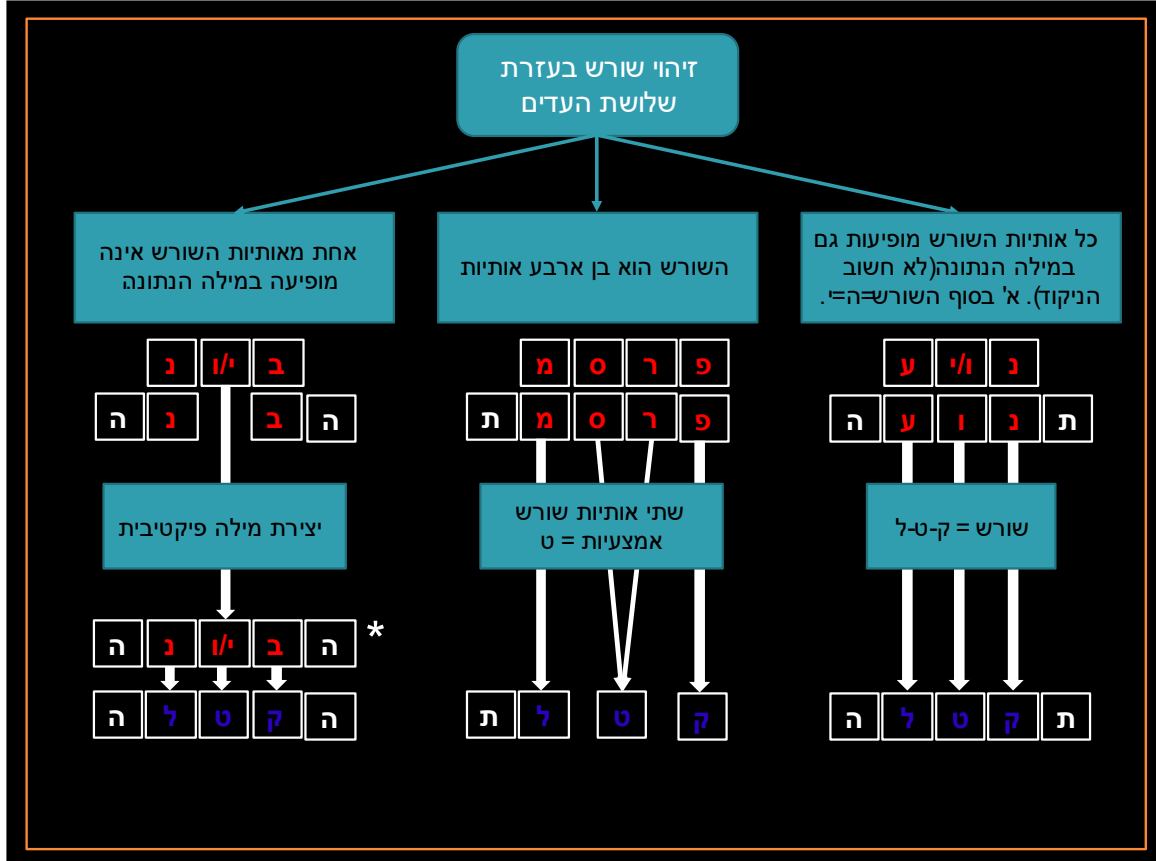 זיהוי שורש בעזרת
שלושת העדים
כל אותיות השורש מופיעות גם
במילה הנתונה(לא חשוב
הניקוד). א' בסוף השורש=ה=י.
נ ו/י ע
ת נ ו ע ה
שורש = ק-ט-ל
ת ק ט ל ה
השורש הוא בן ארבע אותיות
פ ר ס מ
פ ר ס מ ת
שתי אותיות שורש
אמצעיות = ט
ק ט ל ת
אחת מאותיות השורש אינה
מופיעה במילה הנתונה
ב י/ו נ
ה ב נ ה
יצירת מילה פיקטיבית
* ה ב י/ו נ ה
ה ק ט ל ה